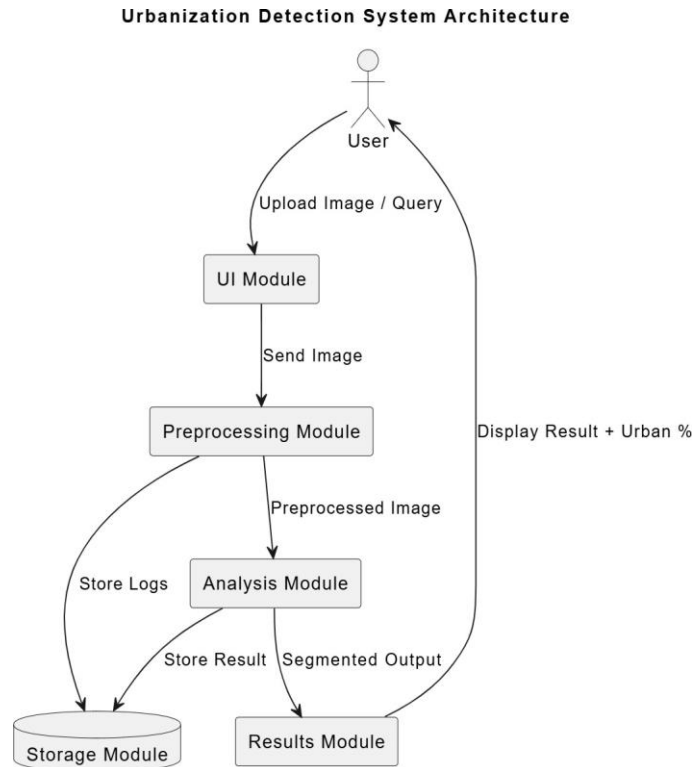 Urbanization Detection System Architecture
User
Upload Image / Query
UI Module
Send Image
Preprocessing Module
Display Result + Urban %
Preprocessed Image
Analysis Module
Store Logs
Store Result
Segmented Output
Storage Module
Results Module